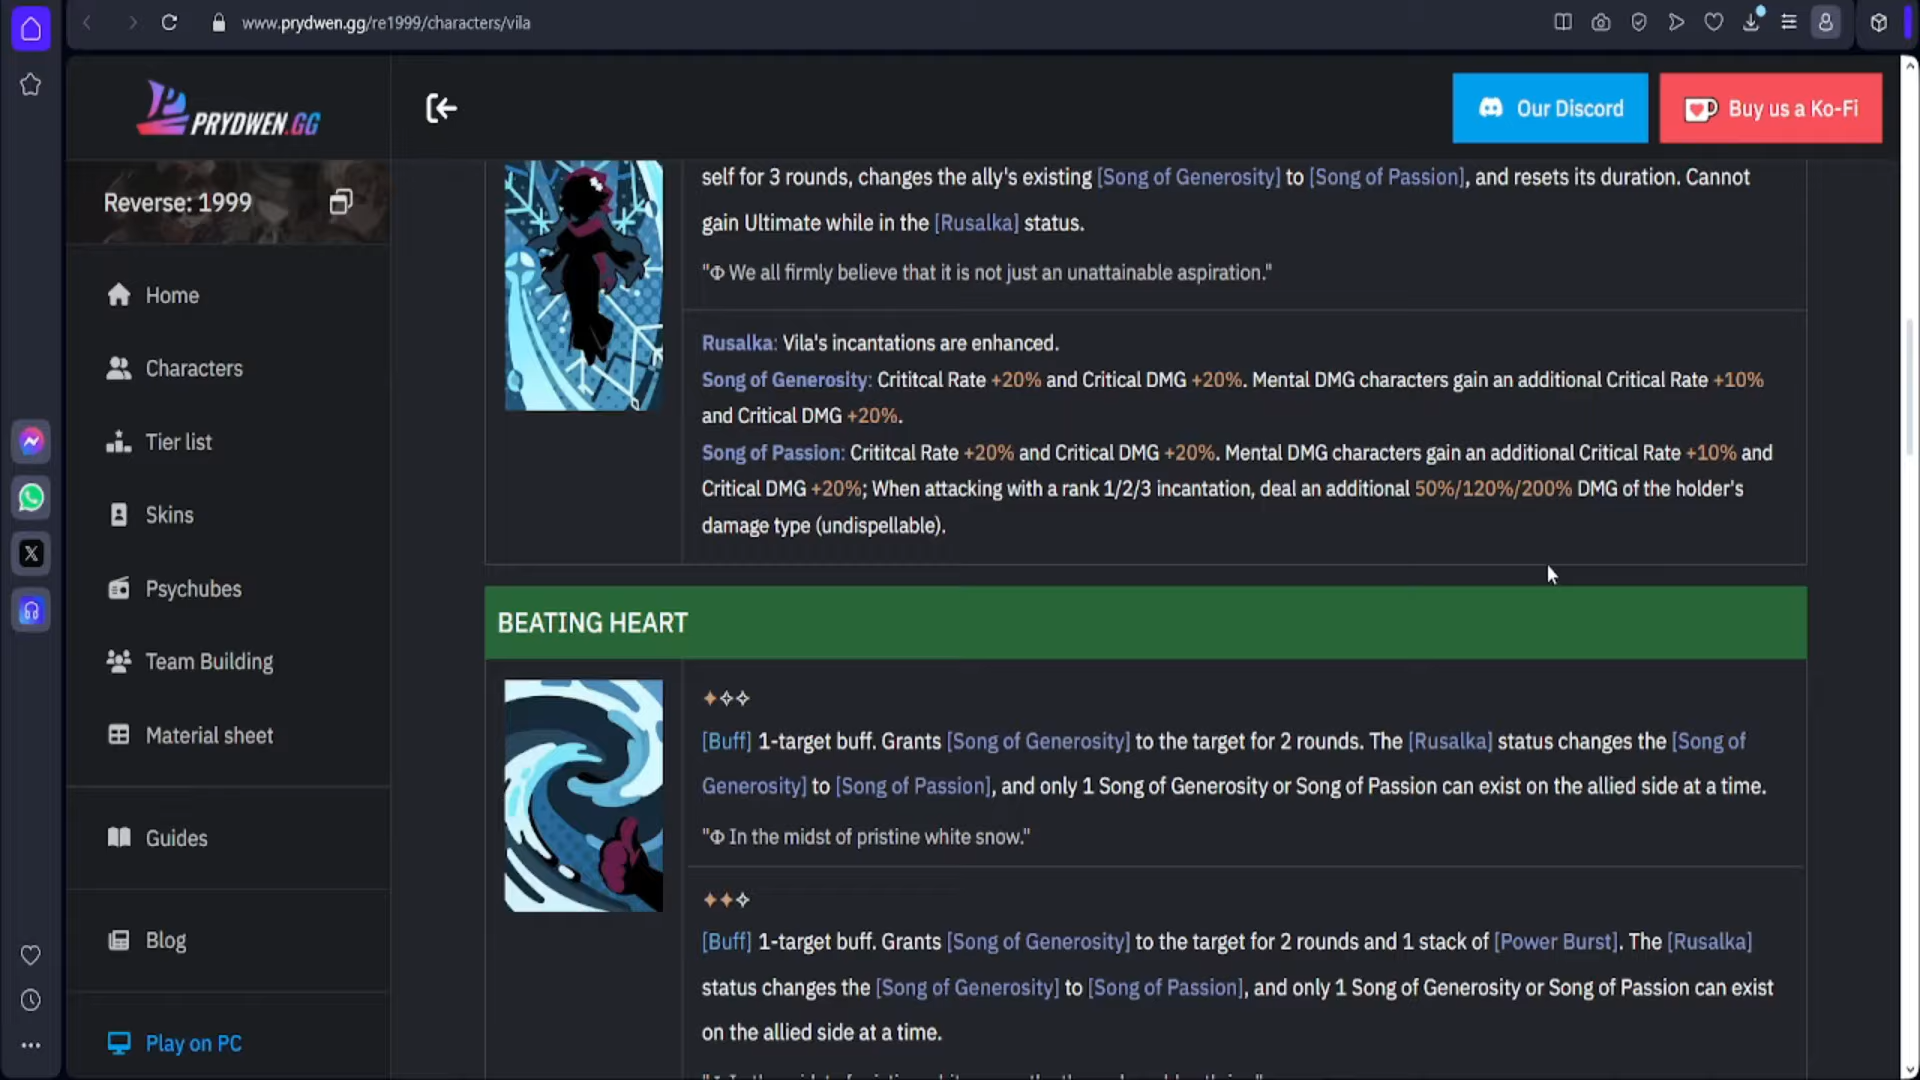 www.prydwen.gg/re1999/characters/vila
PRYDWEN.GG
Our Discord
Buy us a Ko-Fi
Reverse: 1999
Home
Characters
Tier list
Skins
Psychubes
Team Building
Material sheet
Guides
Blog
Play on PC
self for 3 rounds, changes the ally's existing [Song of Generosity] to [Song of Passion], and resets its duration. Cannot
gain Ultimate while in the [Rusalka] status.
"Φ We all firmly believe that it is not just an unattainable aspiration."
Rusalka: Vila's incantations are enhanced.
Song of Generosity: Crititcal Rate +20% and Critical DMG +20%. Mental DMG characters gain an additional Critical Rate +10%
and Critical DMG +20%.
Song of Passion: Crititcal Rate +20% and Critical DMG +20%. Mental DMG characters gain an additional Critical Rate +10% and
Critical DMG +20%; When attacking with a rank 1/2/3 incantation, deal an additional 50%/120%/200% DMG of the holder's
damage type (undispellable).
BEATING HEART
[Buff] 1-target buff. Grants [Song of Generosity] to the target for 2 rounds. The [Rusalka] status changes the [Song of
Generosity] to [Song of Passion], and only 1 Song of Generosity or Song of Passion can exist on the allied side at a time.
"Φ In the midst of pristine white snow."
[Buff] 1-target buff. Grants [Song of Generosity] to the target for 2 rounds and 1 stack of [Power Burst]. The [Rusalka]
status changes the [Song of Generosity] to [Song of Passion], and only 1 Song of Generosity or Song of Passion can exist
on the allied side at a time.